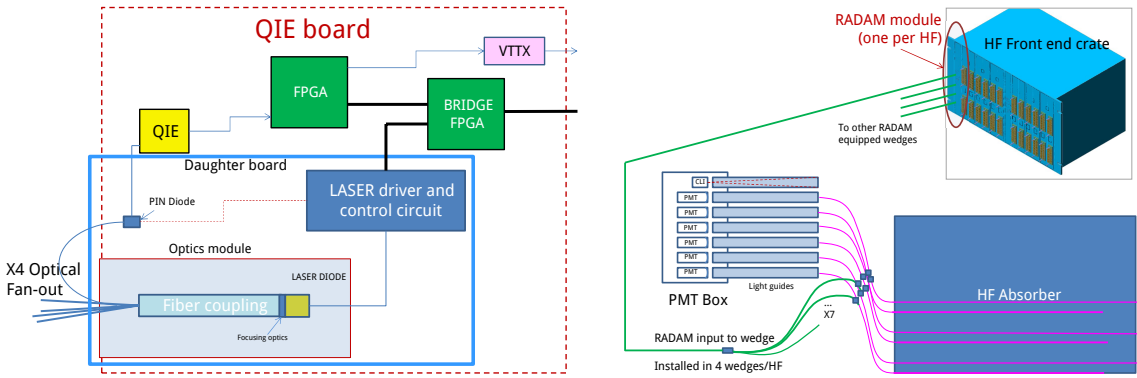 QIE board
VTTX
FPGA
BRIDGE
FPGA
QIE
Daughter board
LASER driver and
control circuit
PIN Diode
Optics module
X4 Optical
Fan-out
LASER DIODE
Fiber coupling
Focusing optics
RADAM module
(one per HF)
HF Front end crate
To other RADAM
equipped wedges
CLI
PMT
PMT
PMT
PMT
PMT
PMT
Light guides
PMT Box
...
X7
HF Absorber
RADAM input to wedge
Installed in 4 wedges/HF